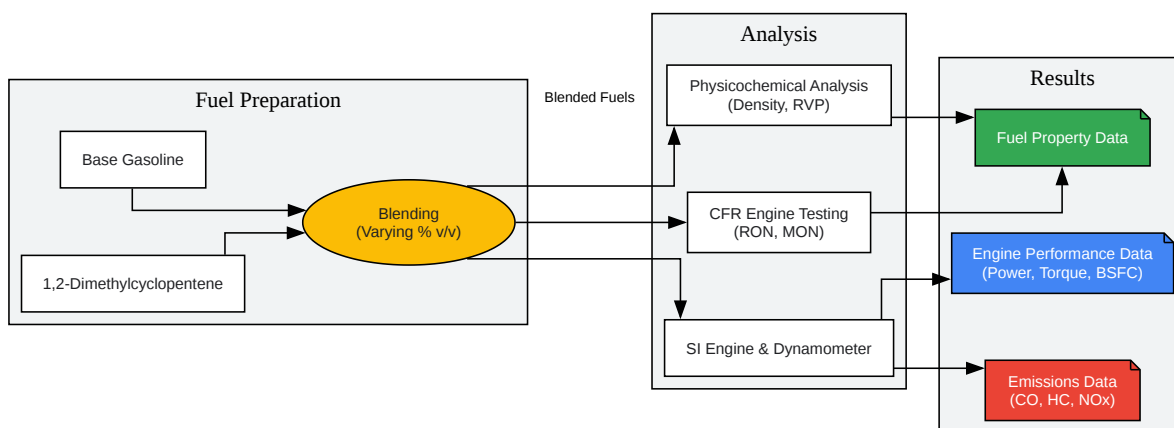 Fuel Preparation
Base Gasoline
1,2-Dimethylcyclopentene
Blending
(Varying % v/v)
Blended Fuels
Analysis
Physicochemical Analysis
(Density, RVP)
CFR Engine Testing
(RON, MON)
SI Engine & Dynamometer
Results
Fuel Property Data
Engine Performance Data
(Power, Torque, BSFC)
Emissions Data
(CO, HC, NOx)